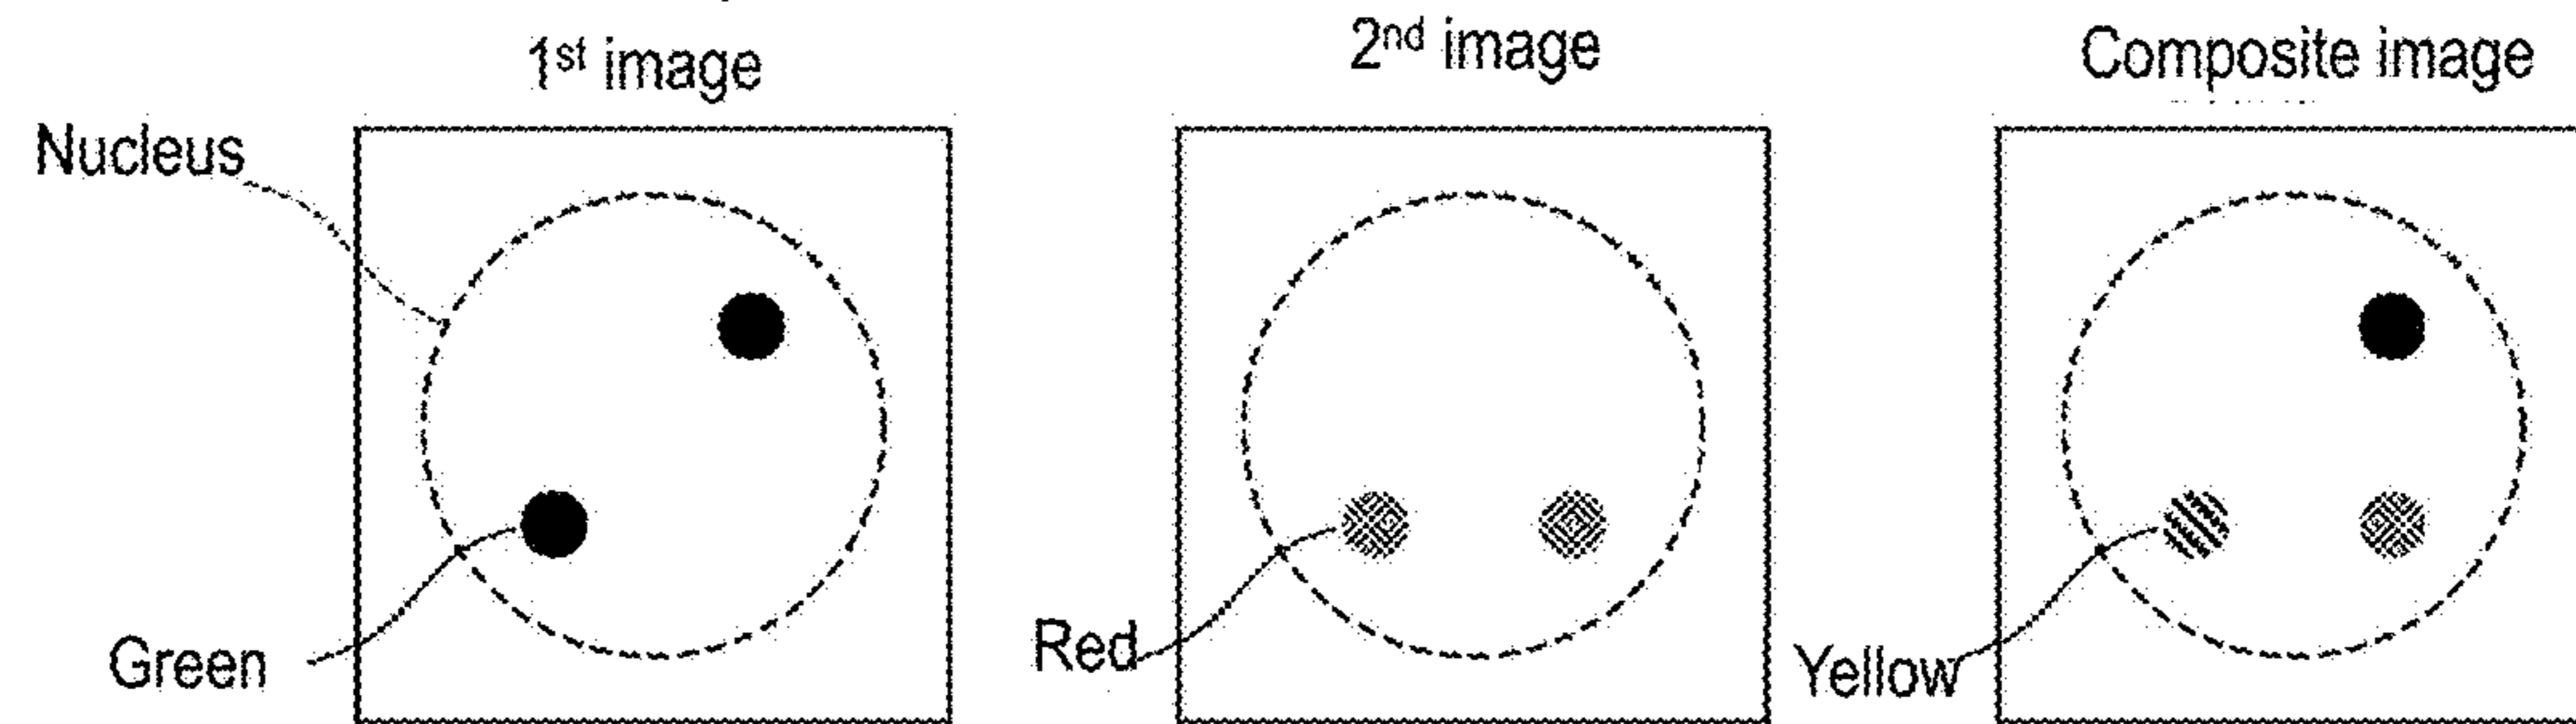 1st image
2nd image
Composite image
Nucleus
Green
Red
Yellow